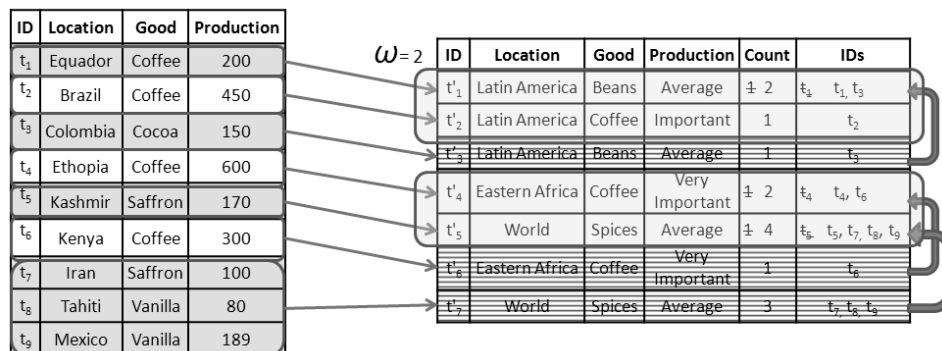 ID Location Good Production
t1 Equador Coffee 200
t2 Brazil Coffee 450
t3 Colombia Cocoa 150
t4 Ethopia Coffee 600
t5 Kashmir Saffron 170
t6 Kenya Coffee 300
t7 Iran Saffron 100
t8 Tahiti Vanilla 80
t9 Mexico Vanilla 189
ω = 2
ID Location Good Production Count IDs
t'1 Latin America Beans Average 1 2 t1 t1, t3
t'2 Latin America Coffee Important 1 t2
t'3 Latin America Beans Average 1 t3
t'4 Eastern Africa Coffee Very Important 1 2 t4 t4, t6
t'5 World Spices Average 1 4 t5 t5, t7, t8, t9
t'6 Eastern Africa Coffee Very Important 1 t6
t'7 World Spices Average 3 t7, t8, t9